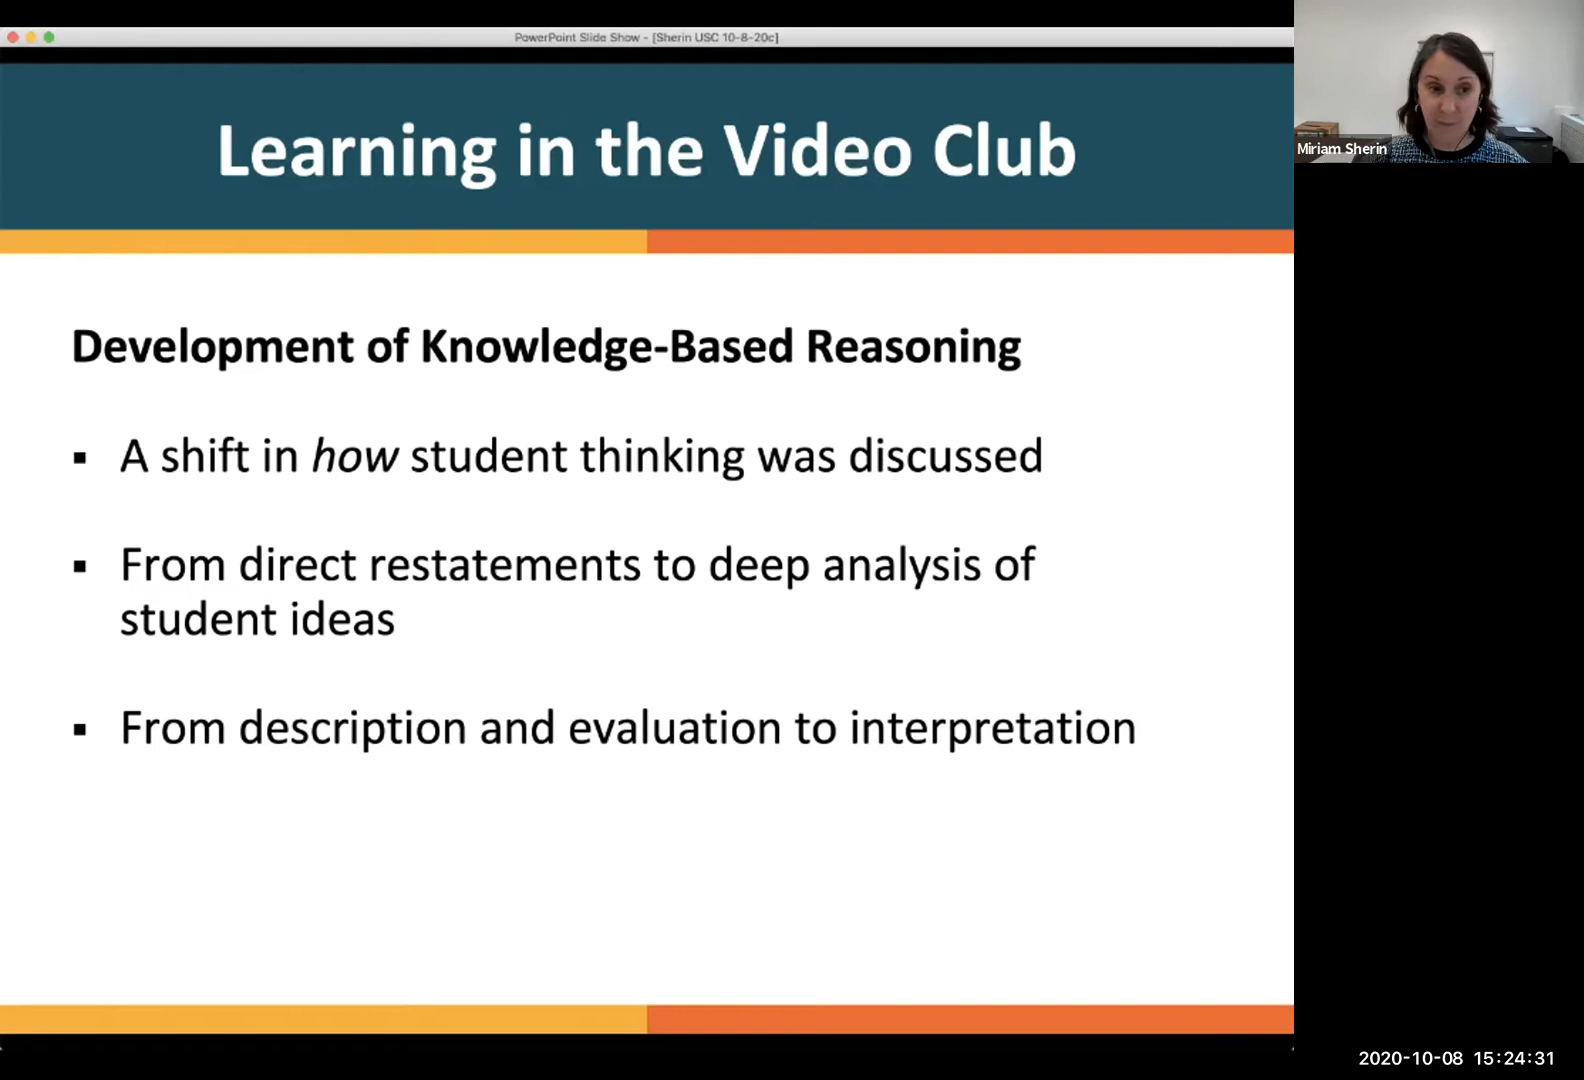 PowerPoint Slide Show - [Sherin USC 10-8-20c]
Learning in the Video Club
Miriam Sherin
Development of Knowledge-Based Reasoning
▪ A shift in how student thinking was discussed
▪ From direct restatements to deep analysis of
student ideas
▪ From description and evaluation to interpretation
2020-10-08 15:24:31